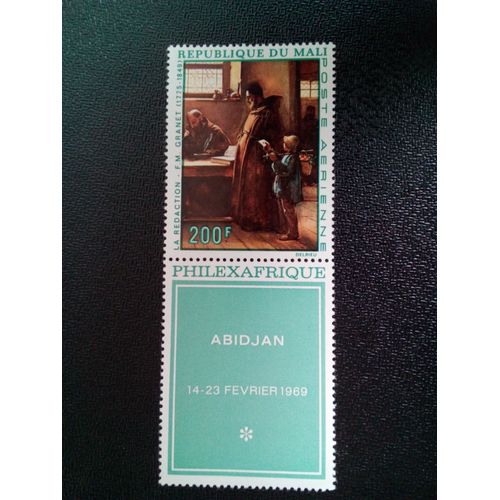 REPUBLIQUE DU MALI
POSTE AERIENNE
LA REDACTION - F.M. GRANET (1775-1849)
200F
DELRIEU
PHILEXAFRIQUE
ABIDJAN
14-23 FEVRIER 1969